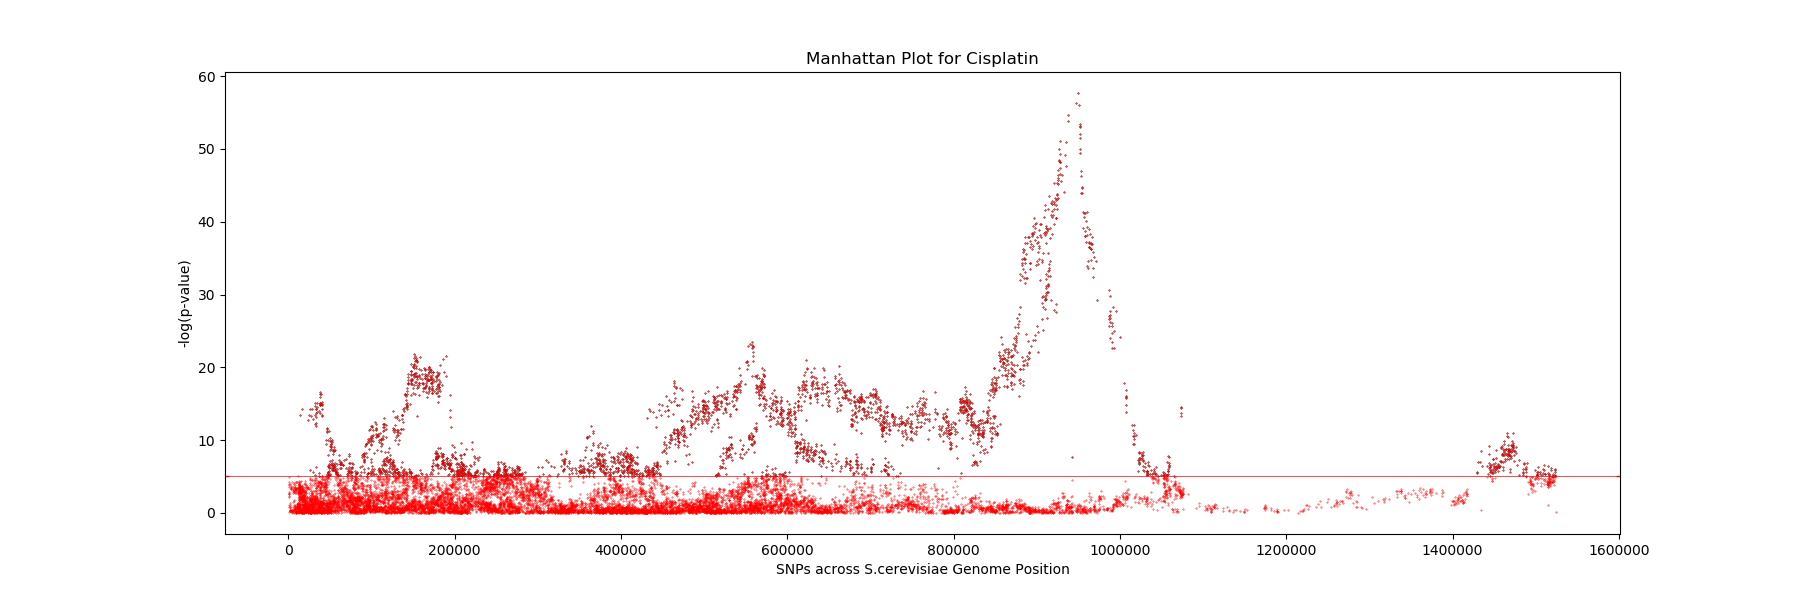 Manhattan Plot for Cisplatin
-log(p-value)
60
50
40
30
20
10
0
0 200000 400000 600000 800000 1000000 1200000 1400000 1600000
SNPs across S.cerevisiae Genome Position